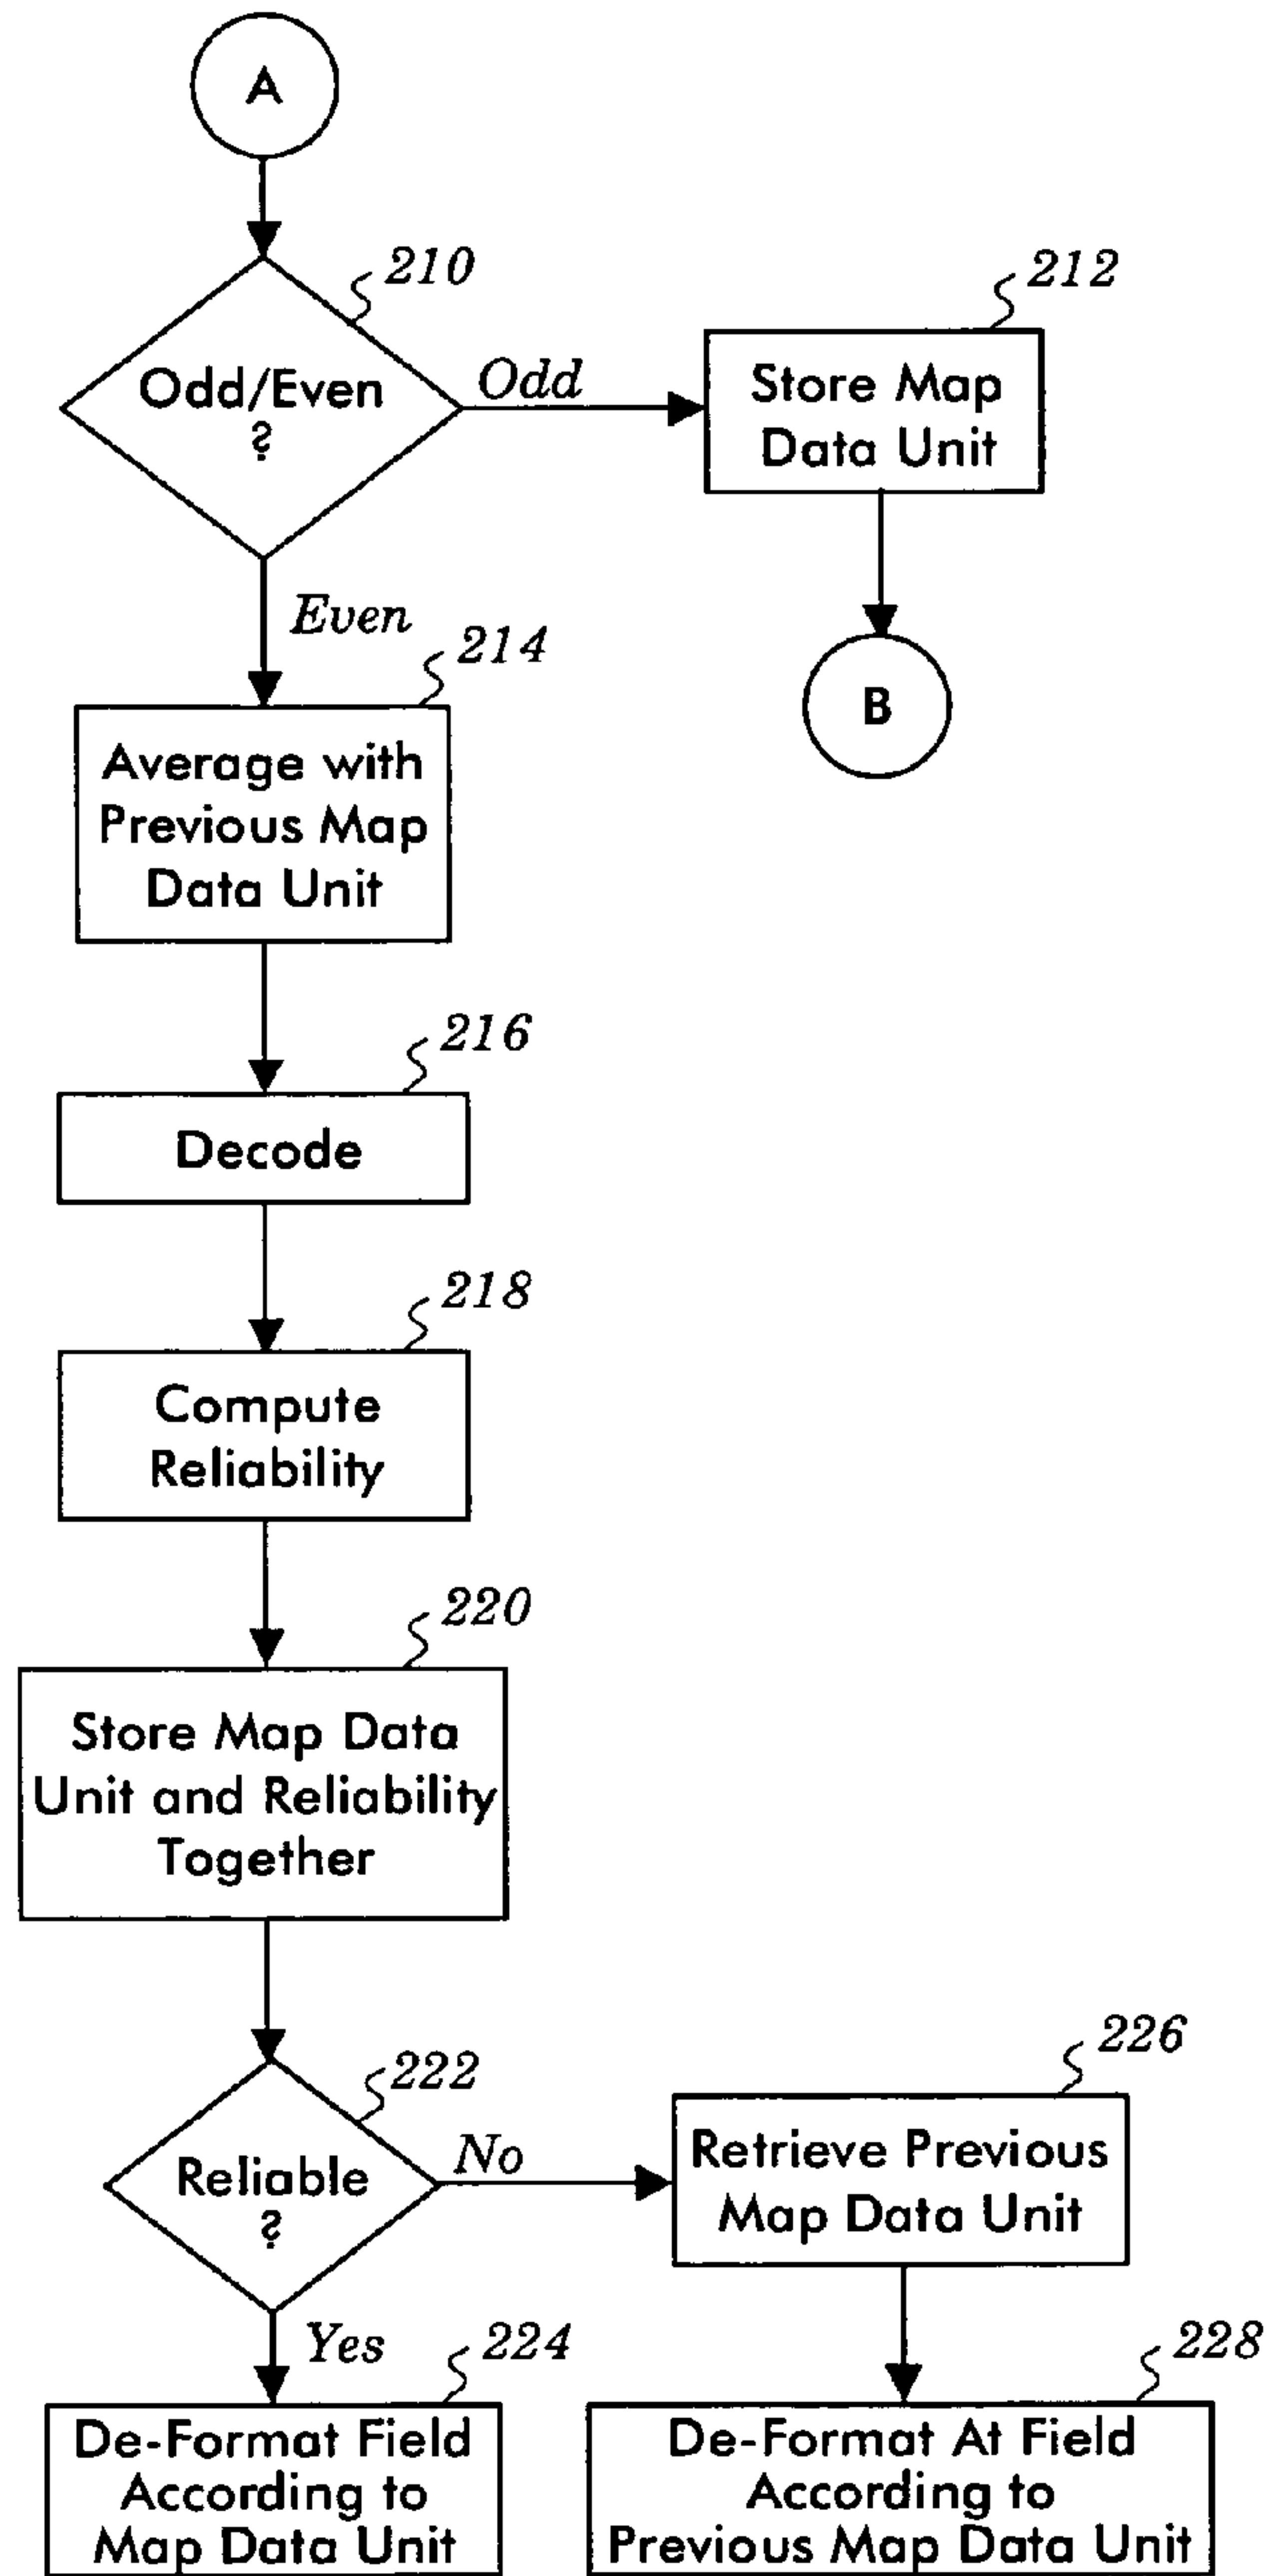 A
210
Odd/Even
?
Odd
212
Store Map
Data Unit
B
Even
214
Average with
Previous Map
Data Unit
216
Decode
218
Compute
Reliability
220
Store Map Data
Unit and Reliability
Together
222
Reliable
?
No
226
Retrieve Previous
Map Data Unit
Yes
224
De-Format Field
According to
Map Data Unit
228
De-Format At Field
According to
Previous Map Data Unit